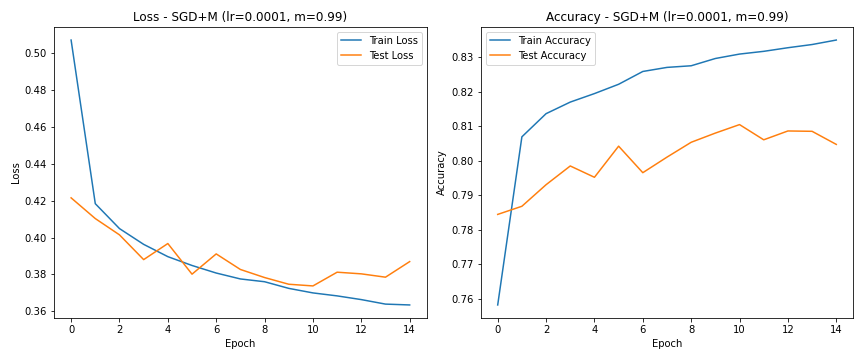 Loss - SGD+M (lr=0.0001, m=0.99)
Train Loss
Test Loss
0.50
0.48
0.46
0.44
0.42
0.40
0.38
0.36
Loss
0 2 4 6 8 10 12 14
Epoch
Accuracy - SGD+M (lr=0.0001, m=0.99)
Train Accuracy
Test Accuracy
0.83
0.82
0.81
0.80
0.79
0.78
0.77
0.76
Accuracy
0 2 4 6 8 10 12 14
Epoch